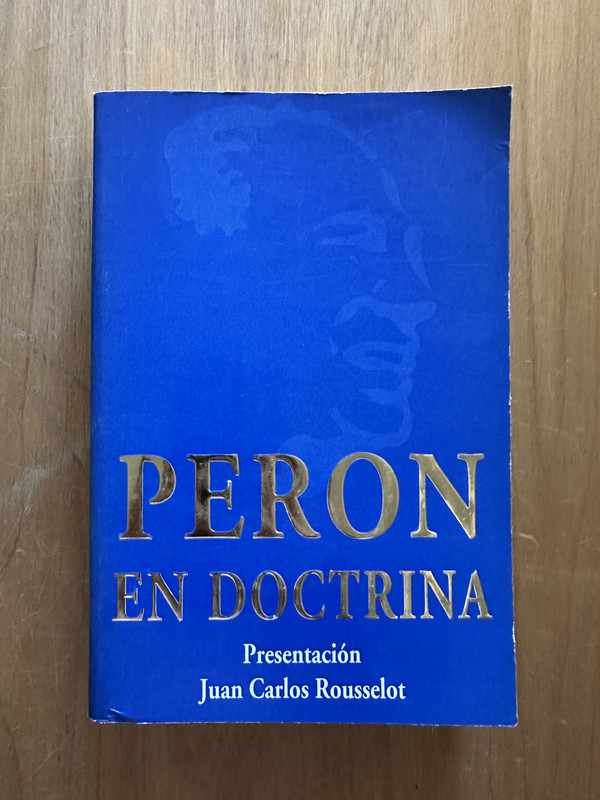 PERON
EN DOCTRINA
Presentación
Juan Carlos Rousselot